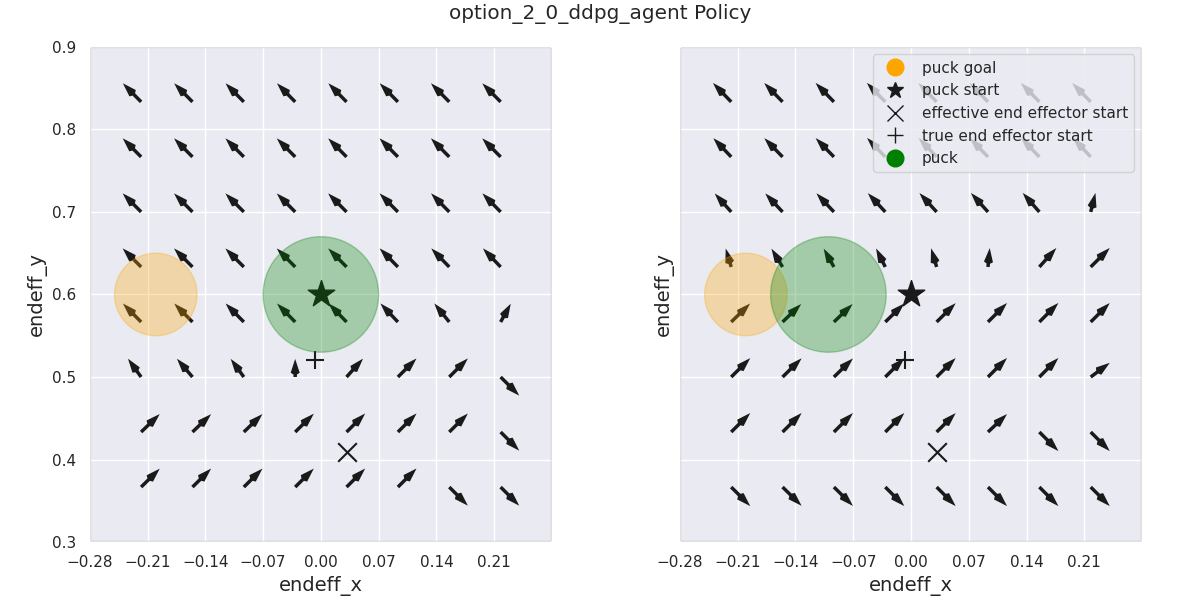 option_2_0_ddpg_agent Policy
0.9
0.8
0.7
0.6
0.5
0.4
0.3
endeff_y
−0.28 −0.21 −0.14 −0.07 0.00 0.07 0.14 0.21
endeff_x
puck goal
puck start
effective end effector start
true end effector start
puck
endeff_y
−0.28 −0.21 −0.14 −0.07 0.00 0.07 0.14 0.21
endeff_x